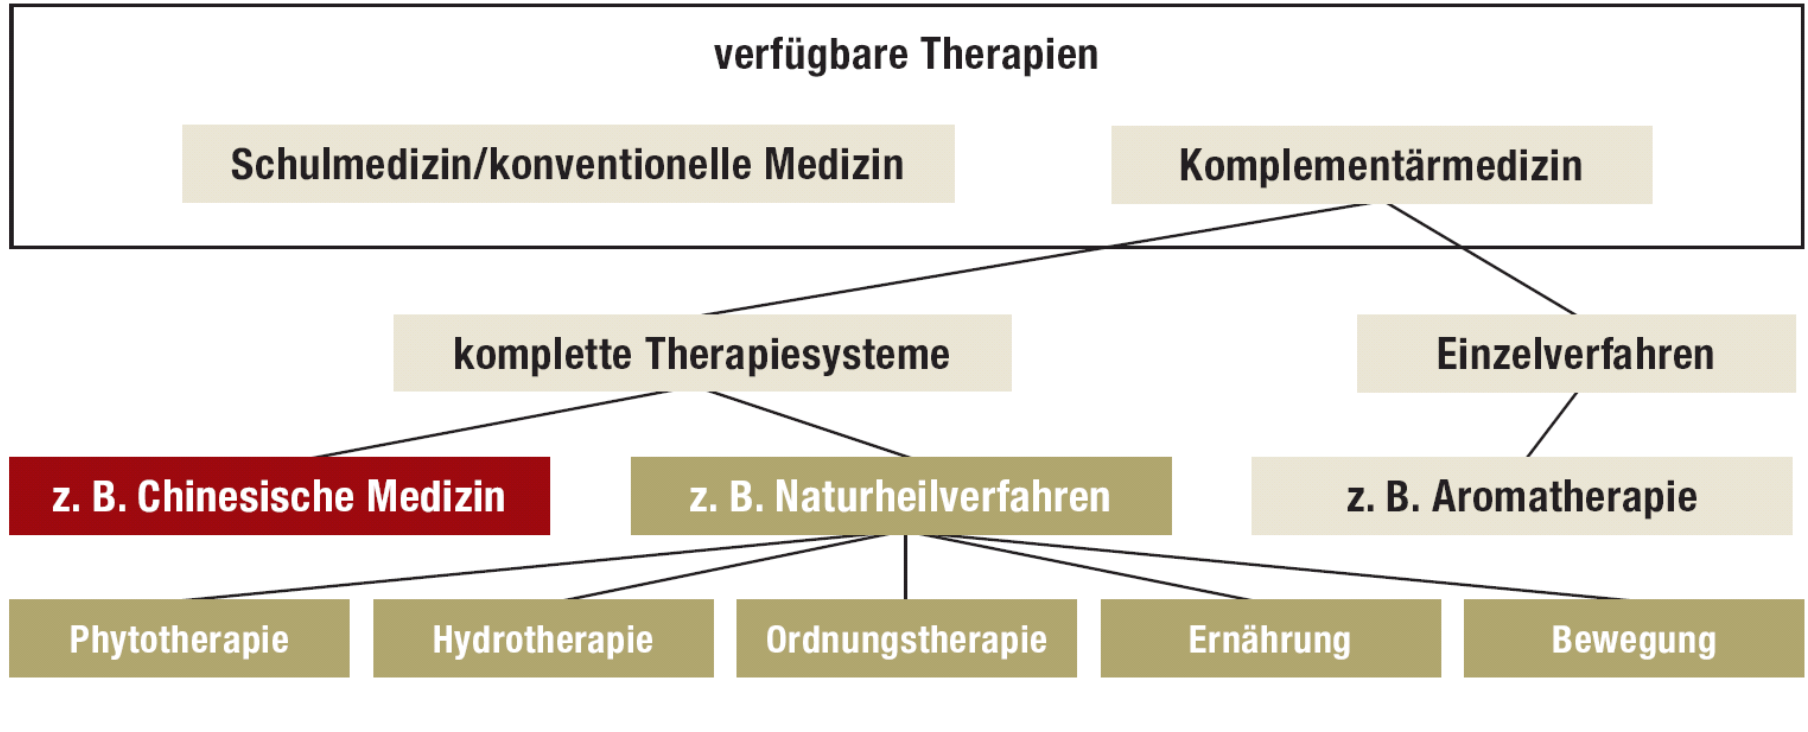 verfügbare Therapien
Schulmedizin/konventionelle Medizin
Komplementärmedizin
komplette Therapiesysteme
Einzelverfahren
z. B. Chinesische Medizin
z. B. Naturheilverfahren
z. B. Aromatherapie
Phytotherapie
Hydrotherapie
Ordnungstherapie
Ernährung
Bewegung